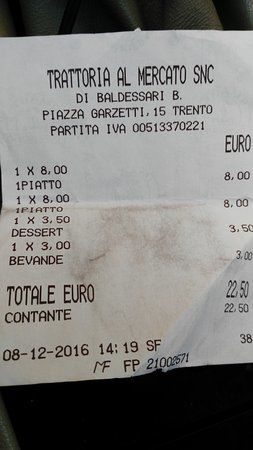 TRATTORIA AL MERCATO SNC
DI BALDESSARI B.
PIAZZA GARZETTI,15 TRENTO
PARTITA IVA 00513370221
EURO
1 X 8,00
1PIATTO 8,00
1 X 8,00
1PIATTO 8,00
1 X 3,50
DESSERT 3,50
1 X 3,00
BEVANDE 3,00
TOTALE EURO 22,50
CONTANTE 22,50
08-12-2016 14:19 SF 38
MF FP 21002571